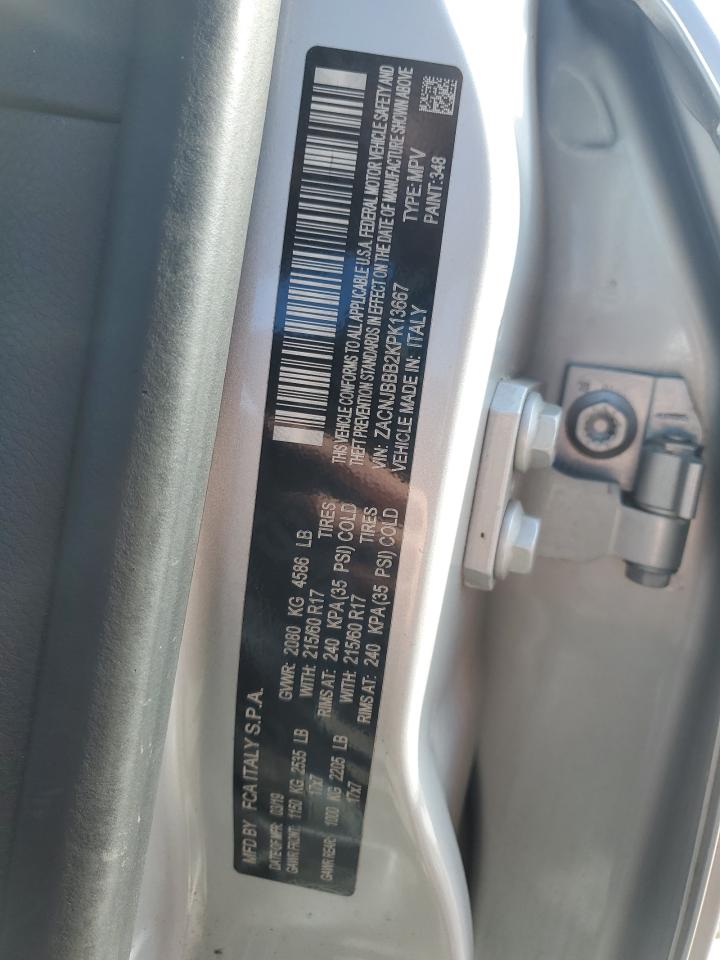 MFD BY FCA ITALY S.P.A.
DATE OF MFR: 03/19 GVWR: 2080 KG 4586 LB
GAWR FRONT: 1150 KG 2535 LB WITH: 215/60 R17 TIRES
17x7 RIMS AT: 240 KPA(35 PSI) COLD
GAWR REAR: 1000 KG 2205 LB WITH: 215/60 R17 TIRES
17x7 RIMS AT: 240 KPA(35 PSI) COLD
THIS VEHICLE CONFORMS TO ALL APPLICABLE U.S.A. FEDERAL MOTOR VEHICLE SAFETY AND
THEFT PREVENTION STANDARDS IN EFFECT ON THE DATE OF MANUFACTURE SHOWN ABOVE
VIN: ZACNJBBB2KPK13667 TYPE: MPV
VEHICLE MADE IN: ITALY PAINT:348